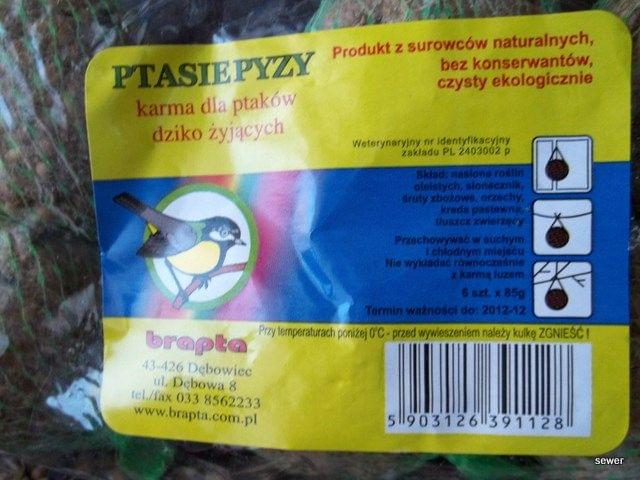 PTASIE PYZY
karma dla ptaków
dziko żyjących
Produkt z surowców naturalnych,
bez konserwantów,
czysty ekologicznie
Weterynaryjny nr identyfikacyjny
zakładu PL 2403002 p
Skład: nasiona roślin
oleistych, słonecznik,
śruty zbożowe, orzechy,
kreda pastewna,
tłuszcz zwierzęcy
Przechowywać w suchym
i chłodnym miejscu
Nie wykładać równocześnie
z karmą luzem
6 szt. x 85g
Termin ważności do: 2012-12
Przy temperaturach poniżej 0°C - przed wywieszeniem należy kulkę ZGNIEŚĆ !
brapta
43-426 Dębowiec
ul. Dębowa 8
tel./fax 033 8562233
www.brapta.com.pl
5 903126 391128
sewer